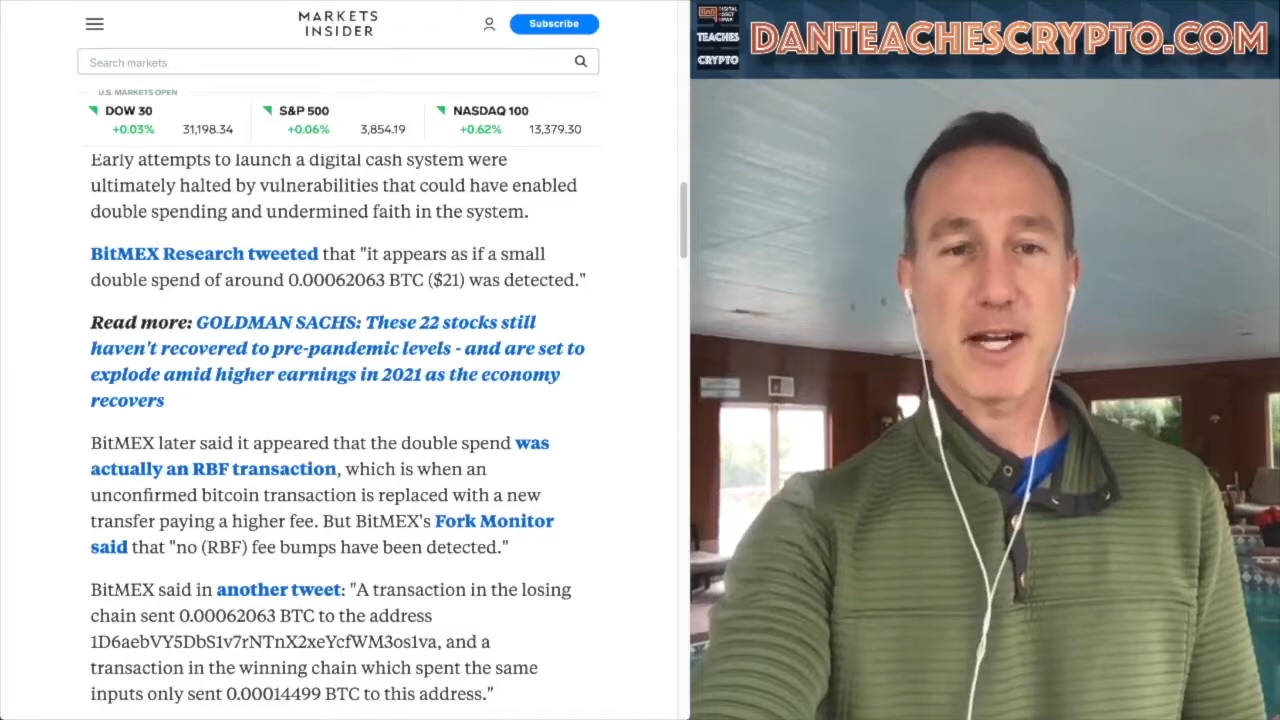 MARKETS
INSIDER
Subscribe
Search markets
U.S. MARKETS OPEN
DOW 30
+0.03% 31,198.34
S&P 500
+0.06% 3,854.19
NASDAQ 100
+0.62% 13,379.30
Early attempts to launch a digital cash system were
ultimately halted by vulnerabilities that could have enabled
double spending and undermined faith in the system.
BitMEX Research tweeted that "it appears as if a small
double spend of around 0.00062063 BTC ($21) was detected."
Read more: GOLDMAN SACHS: These 22 stocks still
haven't recovered to pre-pandemic levels - and are set to
explode amid higher earnings in 2021 as the economy
recovers
BitMEX later said it appeared that the double spend was
actually an RBF transaction, which is when an
unconfirmed bitcoin transaction is replaced with a new
transfer paying a higher fee. But BitMEX's Fork Monitor
said that "no (RBF) fee bumps have been detected."
BitMEX said in another tweet: "A transaction in the losing
chain sent 0.00062063 BTC to the address
1D6aebVY5DbS1v7rNTnX2xeYcfWM3os1va, and a
transaction in the winning chain which spent the same
inputs only sent 0.00014499 BTC to this address."
DIGITAL
ASSET
NEWS
TEACHES
CRYPTO
DANTEACHESCRYPTO.COM